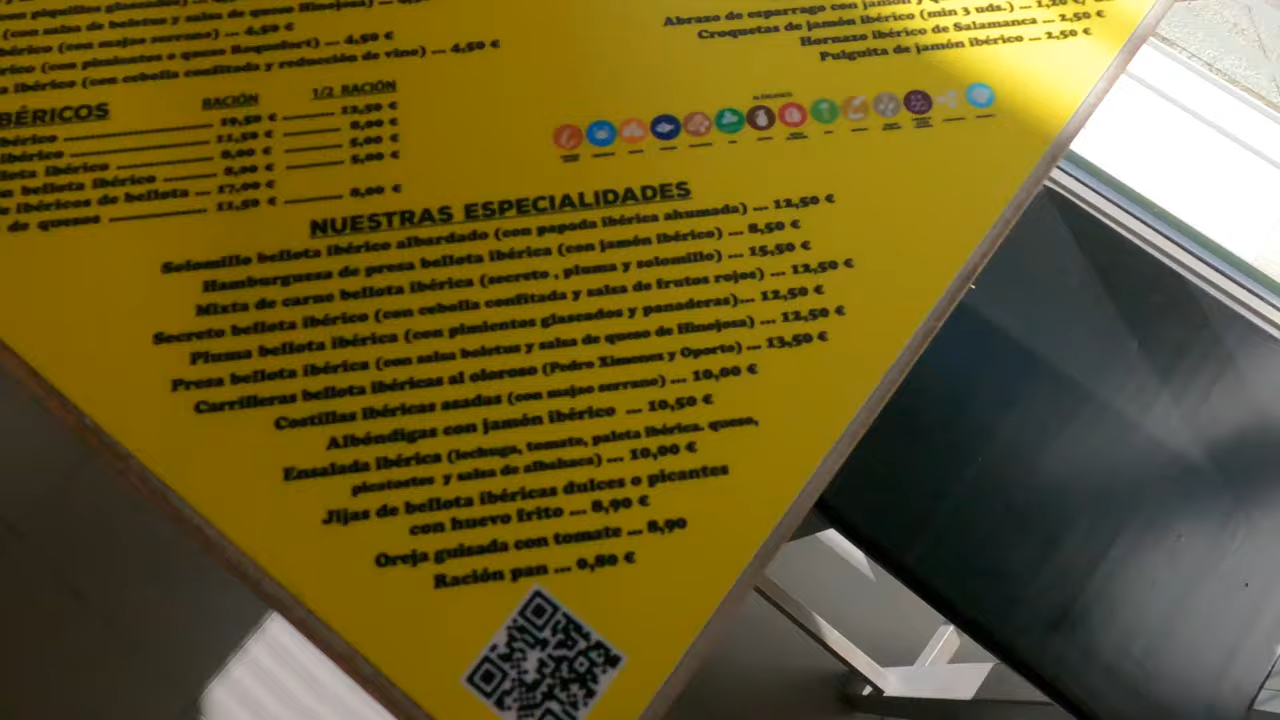 (con salsa de boletus y salsa de queso Hinojosa)
(con majao serrano) ... 4,50 €
(con pimientos o queso Roquefort) ... 4,50 €
ibérico (con cebolla confitada y reducción de vino) ... 4,50 €
Abrazo de esparrago con jamón y
Croquetas de jamón ibérico (min 3 uds.) ... 1,20 €/
Hornazo ibérico de Salamanca ... 2,50 €
Pulguita de jamón ibérico ... 2,50 €
IBÉRICOS RACIÓN 1/2 RACIÓN
ibérico 19,50 € 12,50 €
ibérico 11,50 € 8,00 €
bellota ibérico 8,00 € 5,00 €
bellota ibérico 8,00 € 5,00 €
ibéricos de bellota ... 17,00 €
de quesos 11,50 € 8,00 €
NUESTRAS ESPECIALIDADES
Solomillo bellota ibérico albardado (con papada ibérica ahumada) ... 12,50 €
Hamburguesa de presa bellota ibérica (con jamón ibérico) ... 8,50 €
Mixta de carne bellota ibérica (secreto , pluma y solomillo) ... 15,50 €
Secreto bellota ibérico (con cebolla confitada y salsa de frutos rojos) ... 12,50 €
Pluma bellota ibérica (con pimientos glaseados y panaderas)... 12,50 €
Presa bellota ibérica (con salsa boletus y salsa de queso de Hinojosa) ... 12,50 €
Carrilleras bellota ibéricas al oloroso (Pedro Ximenez y Oporto) ... 13,50 €
Costillas ibéricas asadas (con majao serrano) ... 10,00 €
Albóndigas con jamón ibérico ... 10,50 €
Ensalada ibérica (lechuga, tomate, paleta ibérica. queso,
picatostes y salsa de albahaca) ... 10,00 €
Jijas de bellota ibéricas dulces o picantes
con huevo frito ... 8,90 €
Oreja guisada con tomate ... 8,90
Ración pan ... 0,80 €